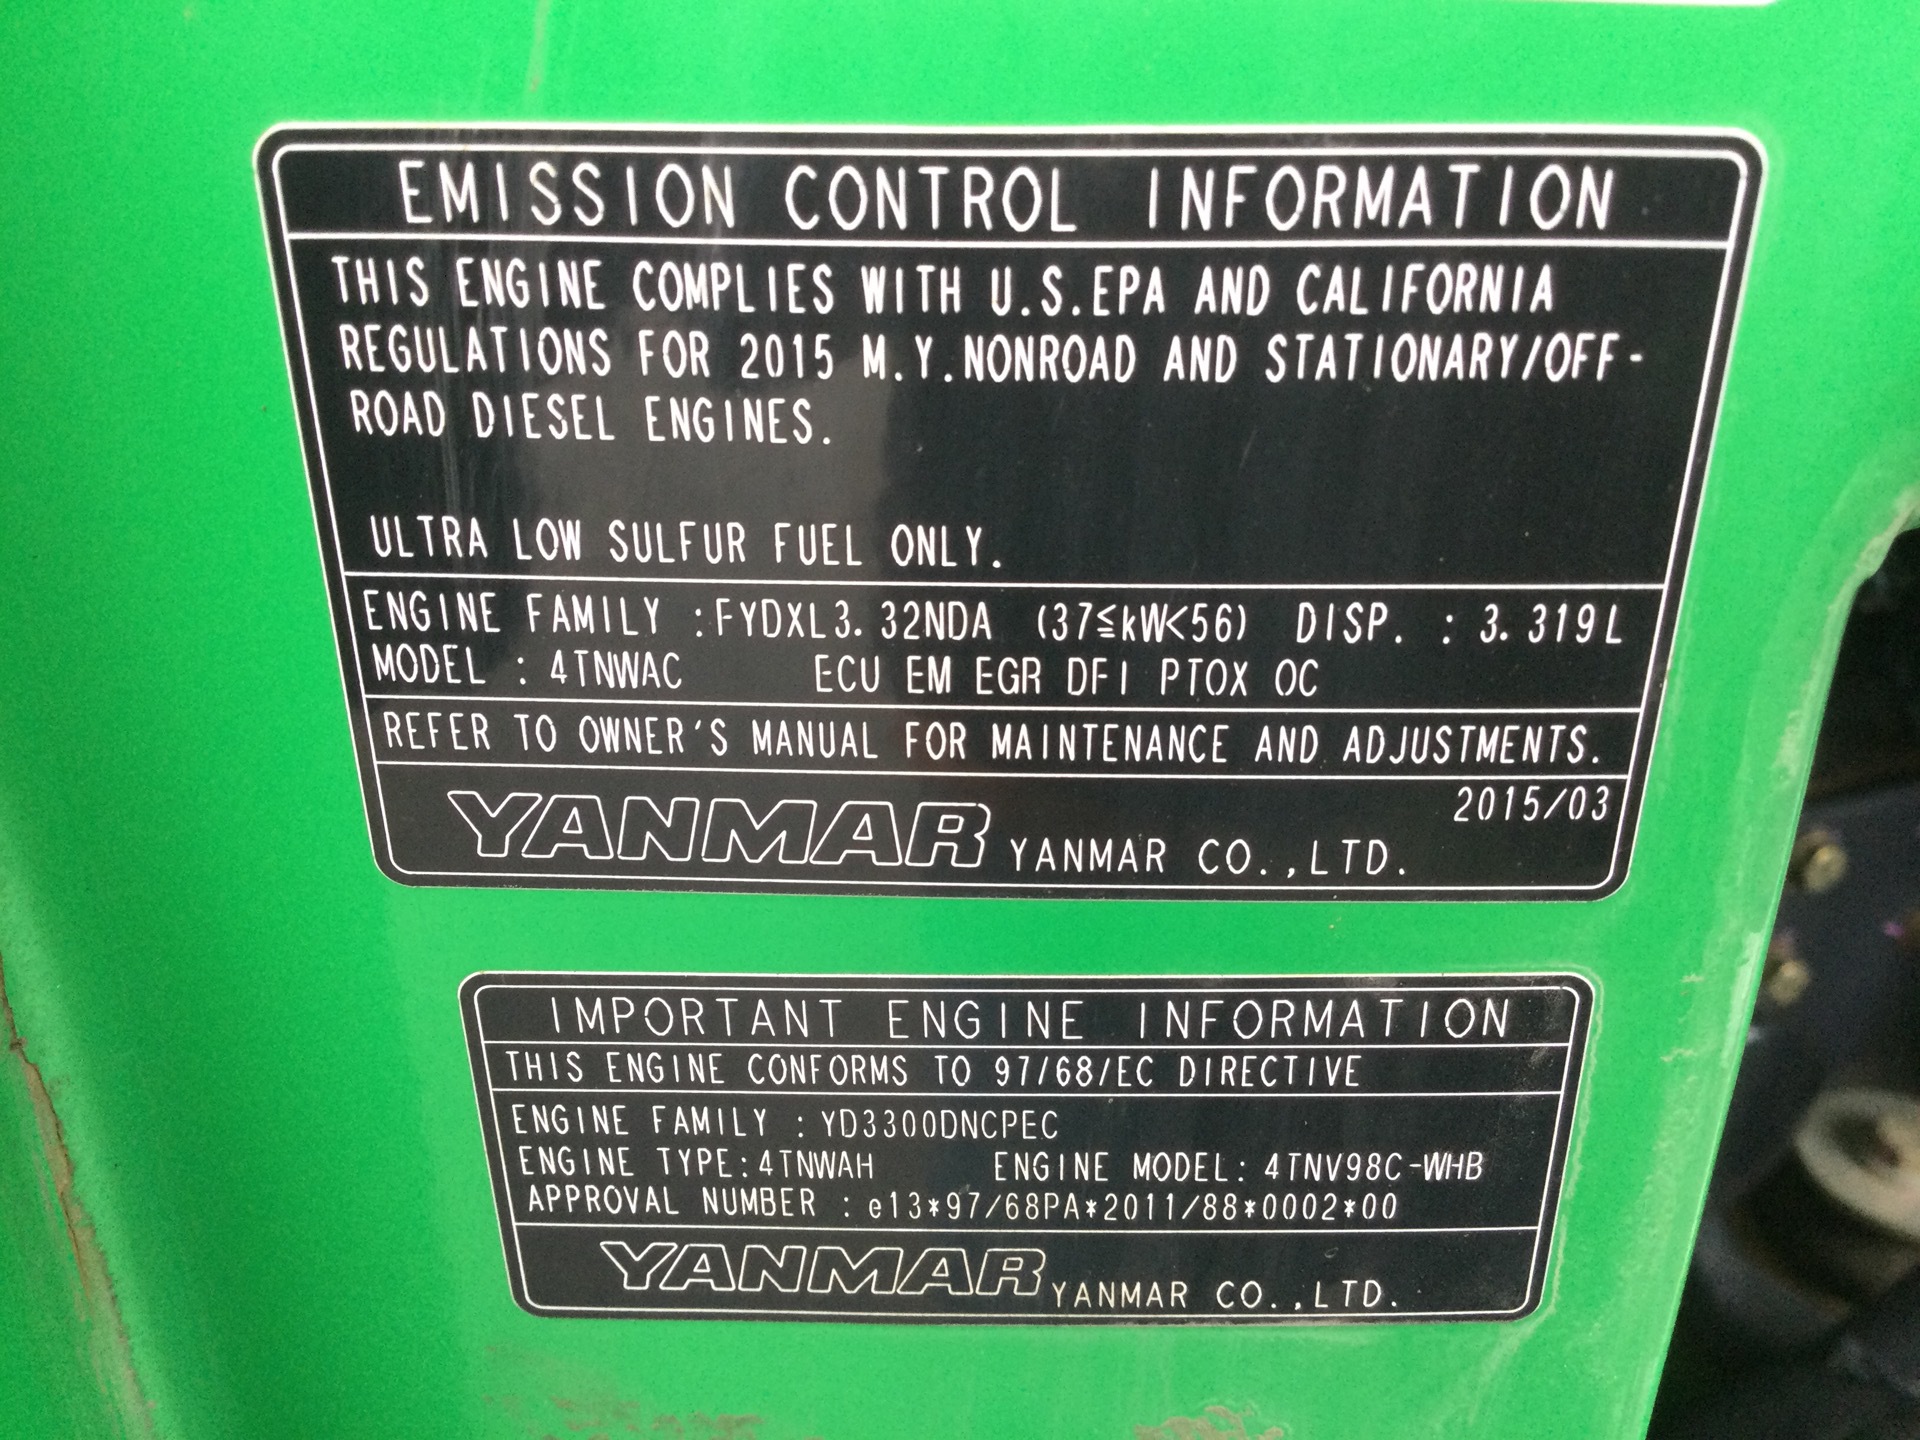 EMISSION CONTROL INFORMATION
THIS ENGINE COMPLIES WITH U.S.EPA AND CALIFORNIA
REGULATIONS FOR 2015 M.Y.NONROAD AND STATIONARY/OFF-
ROAD DIESEL ENGINES.
ULTRA LOW SULFUR FUEL ONLY.
ENGINE FAMILY :FYDXL3.32NDA (37≦kW<56) DISP. : 3.319L
MODEL : 4TNWAC ECU EM EGR DFI PTOX OC
REFER TO OWNER'S MANUAL FOR MAINTENANCE AND ADJUSTMENTS.
2015/03
YANMAR YANMAR CO.,LTD.
IMPORTANT ENGINE INFORMATION
THIS ENGINE CONFORMS TO 97/68/EC DIRECTIVE
ENGINE FAMILY : YD3300DNCPEC
ENGINE TYPE:4TNWAH ENGINE MODEL: 4TNV98C-WHB
APPROVAL NUMBER : e13*97/68PA*2011/88*0002*00
YANMAR YANMAR CO.,LTD.